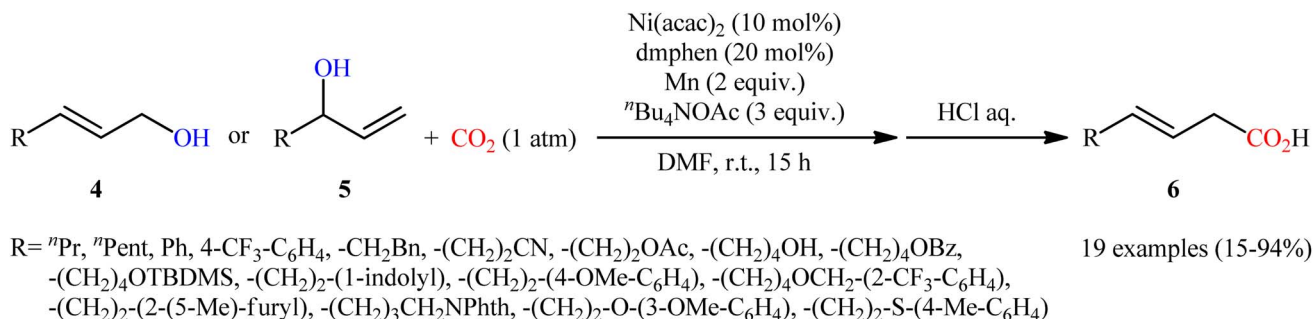 Ni(acac)₂ (10 mol%)
dmphen (20 mol%)
Mn (2 equiv.)
ⁿBu₄NOAc (3 equiv.)
OH
R OH or R + CO₂ (1 atm) HCl aq. R CO₂H
DMF, r.t., 15 h
4 5 6
R= ⁿPr, ⁿPent, Ph, 4-CF₃-C₆H₄, -CH₂Bn, -(CH₂)₂CN, -(CH₂)₂OAc, -(CH₂)₄OH, -(CH₂)₄OBz, 19 examples (15-94%)
-(CH₂)₄OTBDMS, -(CH₂)₂-(1-indolyl), -(CH₂)₂-(4-OMe-C₆H₄), -(CH₂)₄OCH₂-(2-CF₃-C₆H₄),
-(CH₂)₂-(2-(5-Me)-furyl), -(CH₂)₃CH₂NPhth, -(CH₂)₂-O-(3-OMe-C₆H₄), -(CH₂)₂-S-(4-Me-C₆H₄)